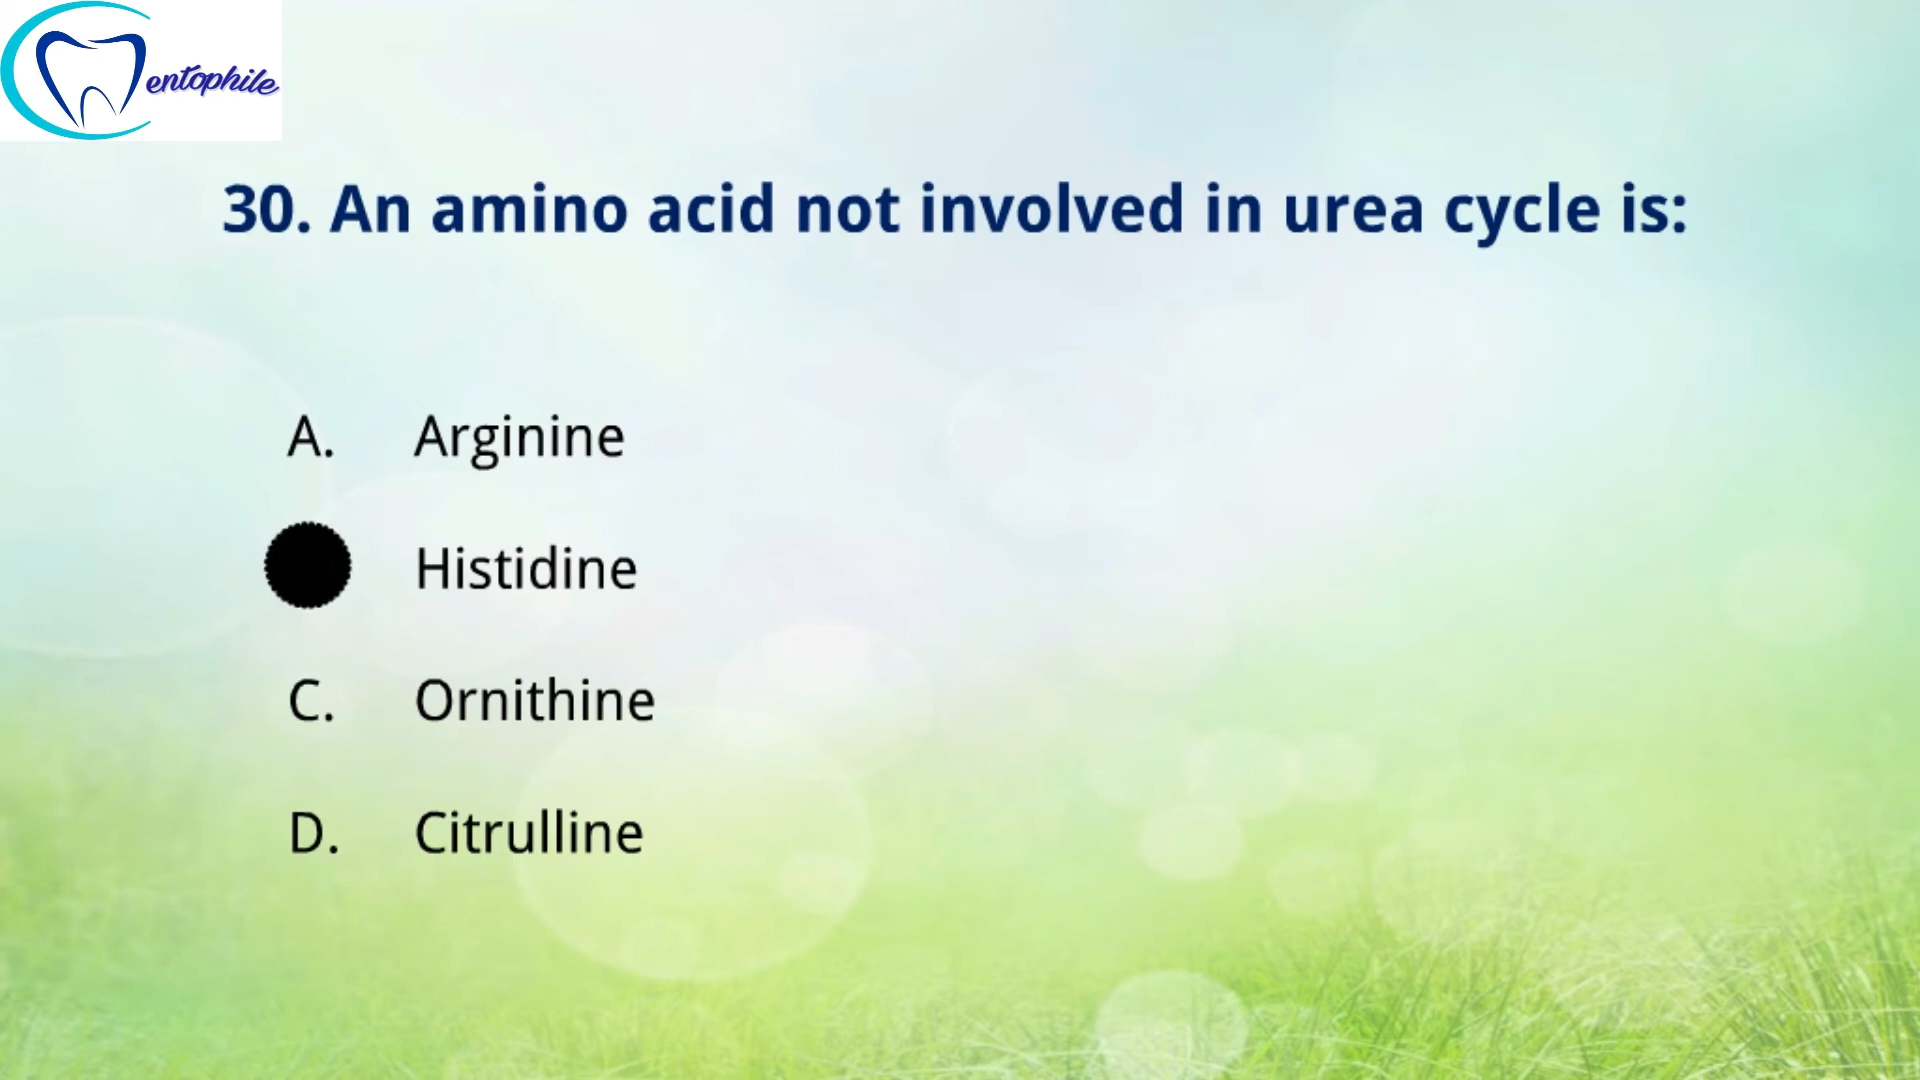 entophile
30. An amino acid not involved in urea cycle is:
A. Arginine
Histidine
C. Ornithine
D. Citrulline